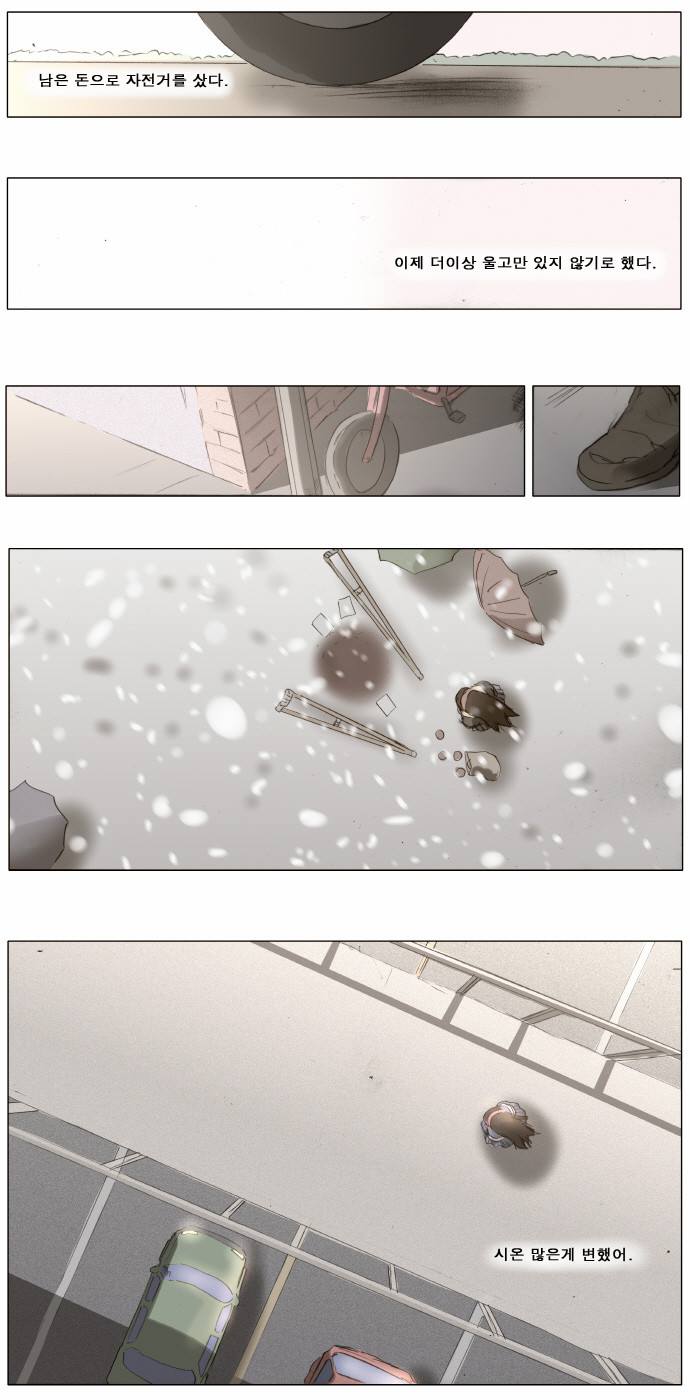 남은 돈으로 자전거를 샀다.
이제 더이상 울고만 있지 않기로 했다.
시온 많은게 변했어.